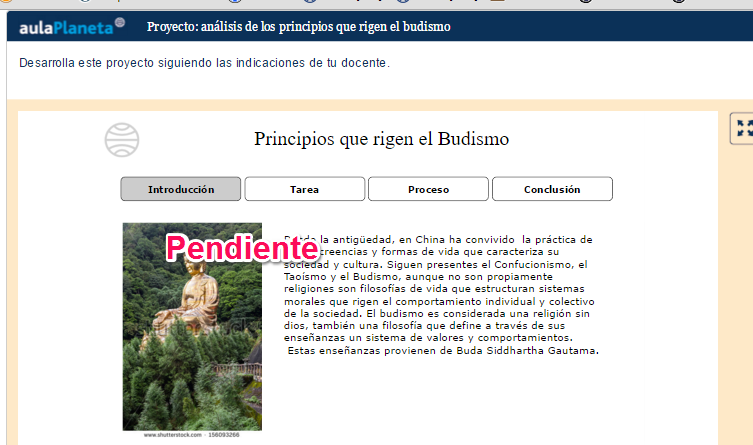 aulaPlaneta Proyecto: análisis de los principios que rigen el budismo
Desarrolla este proyecto siguiendo las indicaciones de tu docente.
Principios que rigen el Budismo
Introducción Tarea Proceso Conclusión
Pendiente
la antigüedad, en China ha convivido la práctica de
creencias y formas de vida que caracteriza su
sociedad y cultura. Siguen presentes el Confucionismo, el
Taoísmo y el Budismo, aunque no son propiamente
religiones son filosofías de vida que estructuran sistemas
morales que rigen el comportamiento individual y colectivo
de la sociedad. El budismo es considerada una religión sin
dios, también una filosofía que define a través de sus
enseñanzas un sistema de valores y comportamientos.
Estas enseñanzas provienen de Buda Siddhartha Gautama.
shutterstock
www.shutterstock.com · 156093266